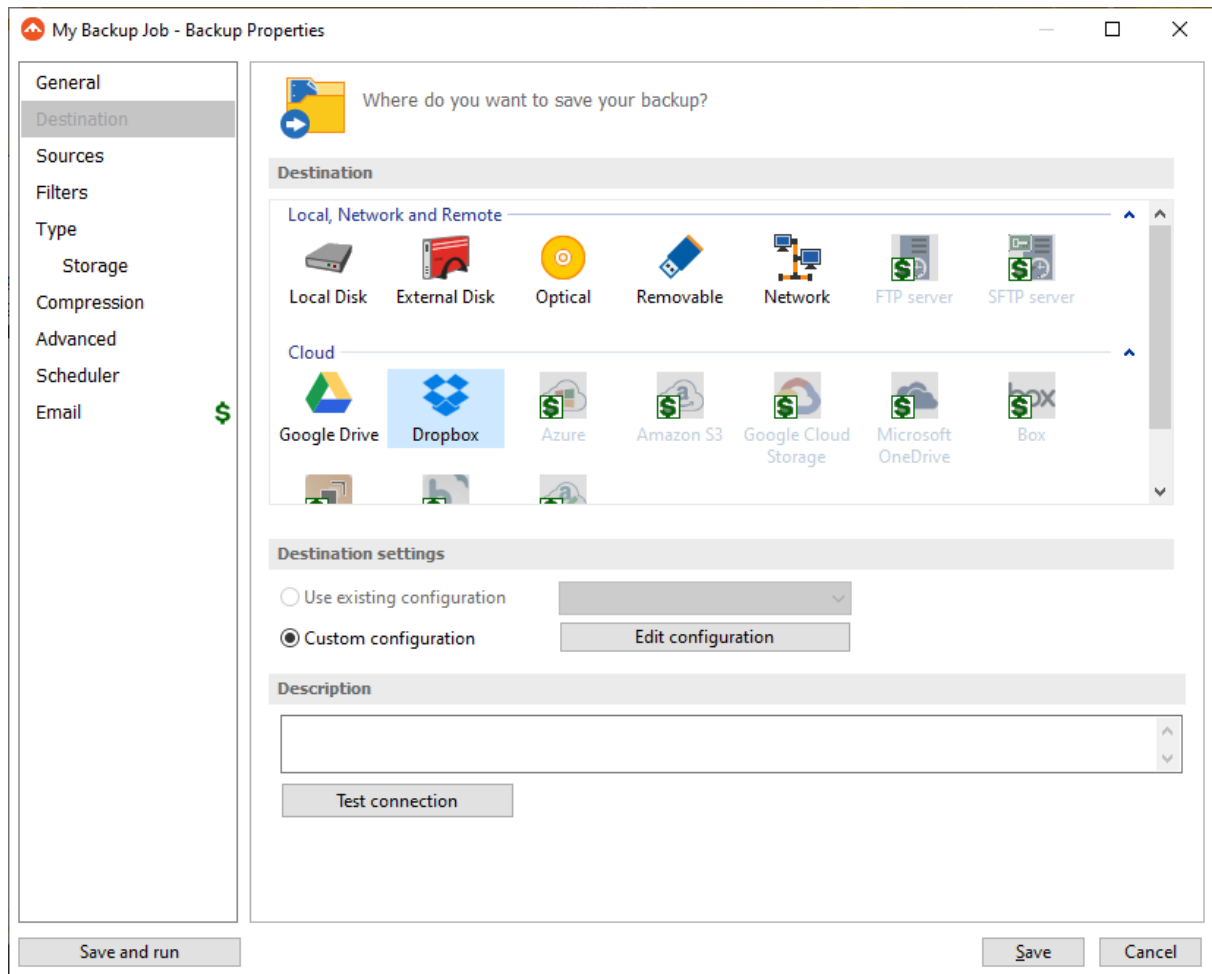 My Backup Job - Backup Properties
General
Destination
Sources
Filters
Type
Storage
Compression
Advanced
Scheduler
Email $
Where do you want to save your backup?
Destination
Local, Network and Remote
Local Disk External Disk Optical Removable Network FTP server SFTP server
Cloud
Google Drive Dropbox Azure Amazon S3 Google Cloud Storage Microsoft OneDrive Box
Destination settings
Use existing configuration
Custom configuration Edit configuration
Description
Test connection
Save and run Save Cancel